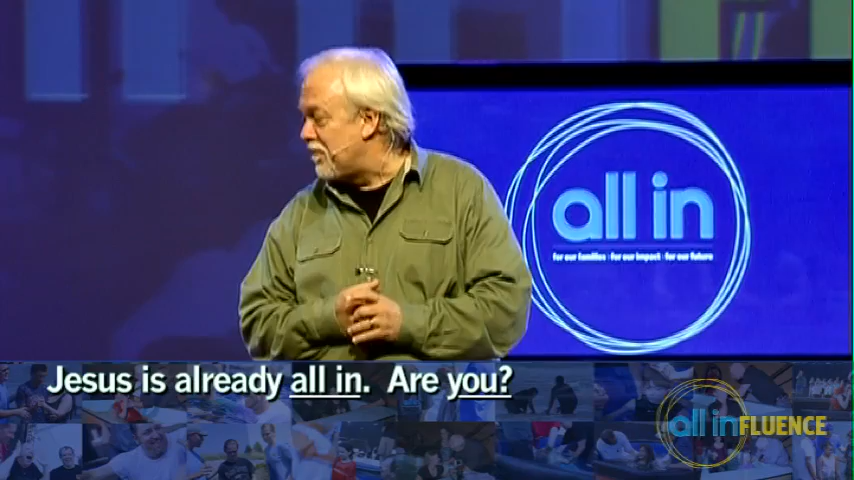 all in
for our families · for our impact · for our future
Jesus is already all in. Are you?
all inFLUENCE